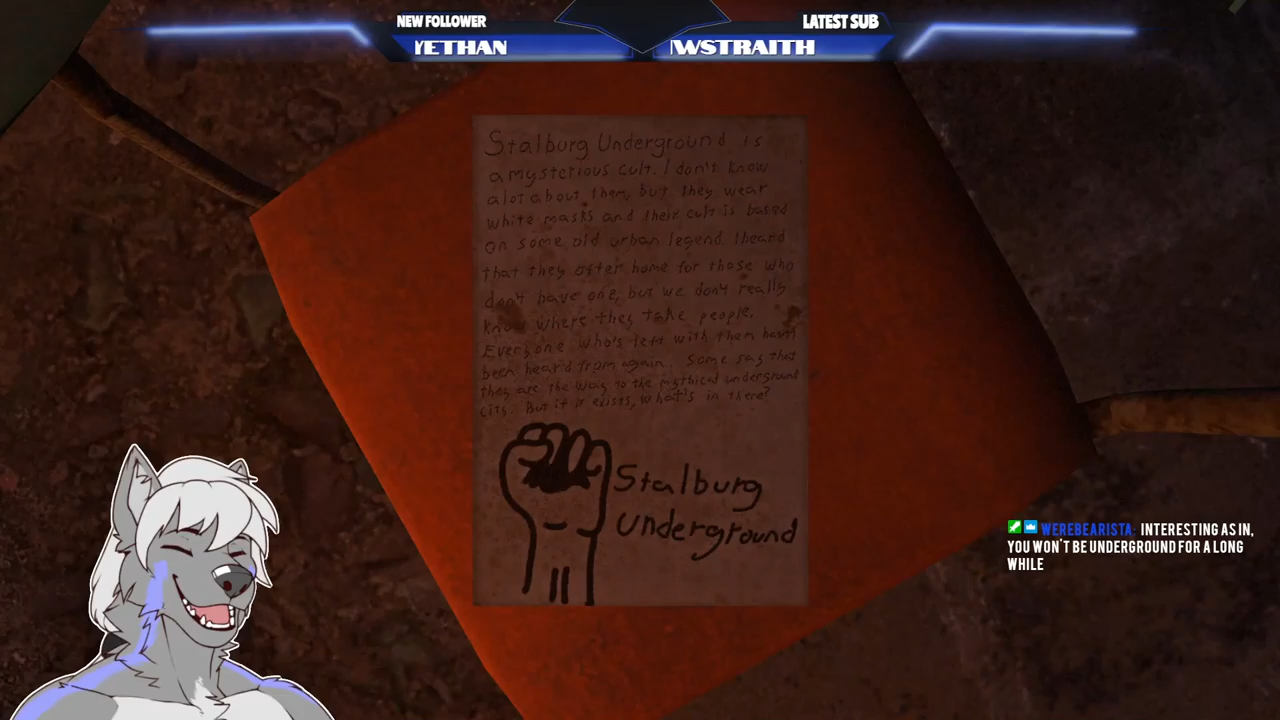 NEW FOLLOWER
LATEST SUB
YETHAN
WSTRAITH
Stalburg Underground is
a mysterious cult. I don't know
alot about them, but they wear
white masks and their cult is based
on some old urban legend. I heard
that they offer home for those who
don't have one, but we don't really
know where they take people.
Everyone who's left with them hasn't
been heard from again. Some say that
they are the way to the mythical underground
city. But if it exists, what's in there?
Stalburg
Underground
WEREBEARISTA: INTERESTING AS IN,
YOU WON'T BE UNDERGROUND FOR A LONG
WHILE